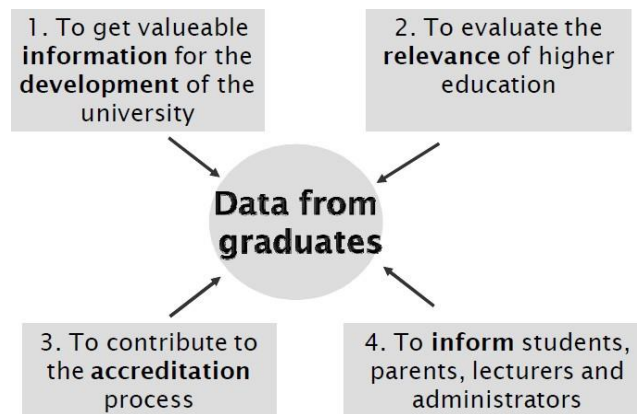 1. To get valueable
information for the
development of the
university
2. To evaluate the
relevance of higher
education
Data from
graduates
3. To contribute to
the accreditation
process
4. To inform students,
parents, lecturers and
administrators